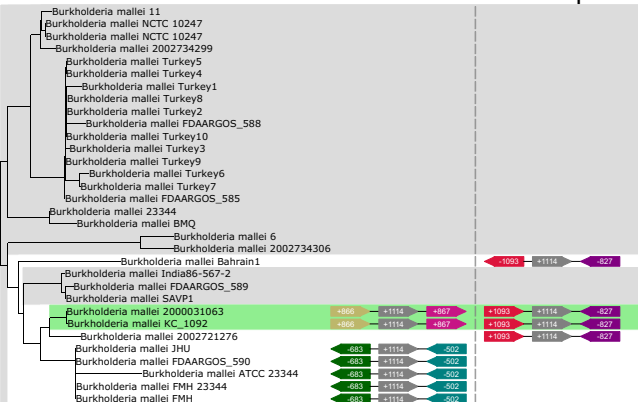 Burkholderia mallei 11
Burkholderia mallei NCTC 10247
Burkholderia mallei NCTC 10247
Burkholderia mallei 2002734299
Burkholderia mallei Turkey5
Burkholderia mallei Turkey4
Burkholderia mallei Turkey1
Burkholderia mallei Turkey8
Burkholderia mallei Turkey2
Burkholderia mallei FDAARGOS_588
Burkholderia mallei Turkey10
Burkholderia mallei Turkey3
Burkholderia mallei Turkey9
Burkholderia mallei Turkey6
Burkholderia mallei Turkey7
Burkholderia mallei FDAARGOS_585
Burkholderia mallei 23344
Burkholderia mallei BMQ
Burkholderia mallei 6
Burkholderia mallei 2002734306
Burkholderia mallei Bahrain1 -1093 +1114 -827
Burkholderia mallei India86-567-2
Burkholderia mallei FDAARGOS_589
Burkholderia mallei SAVP1
Burkholderia mallei 2000031063 +866 +1114 +867 +1093 +1114 -827
Burkholderia mallei KC_1092 +866 +1114 +867 +1093 +1114 -827
Burkholderia mallei 2002721276 +1093 +1114 -827
Burkholderia mallei JHU -683 +1114 -502
Burkholderia mallei FDAARGOS_590 -683 +1114 -502
Burkholderia mallei ATCC 23344 -683 +1114 -502
Burkholderia mallei FMH 23344 -683 +1114 -502
Burkholderia mallei FMH -683 +1114 -502